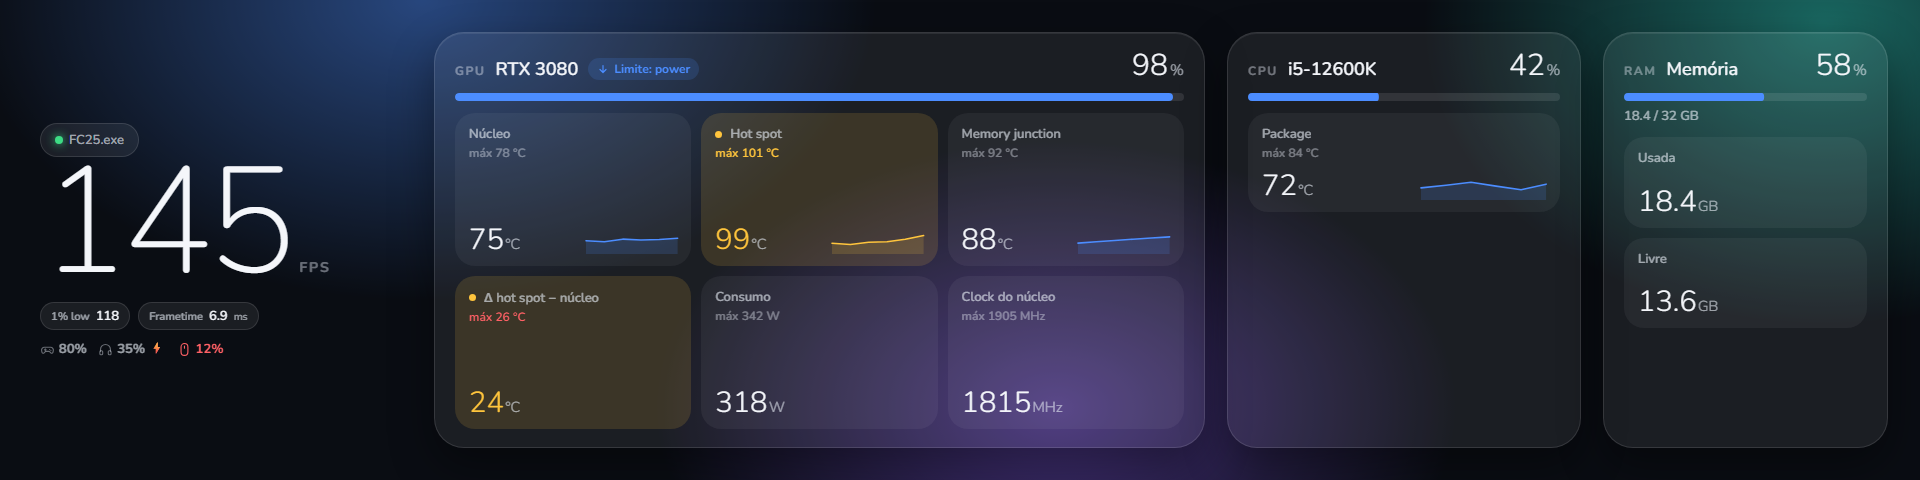 FC25.exe
145 FPS
1% low 118
Frametime 6.9 ms
80% 35% 12%
GPU RTX 3080 ↓ Limite: power 98%
Núcleo
máx 78 °C
75°C
Hot spot
máx 101 °C
99°C
Memory junction
máx 92 °C
88°C
Δ hot spot – núcleo
máx 26 °C
24°C
Consumo
máx 342 W
318W
Clock do núcleo
máx 1905 MHz
1815MHz
CPU i5-12600K 42%
Package
máx 84 °C
72°C
RAM Memória 58%
18.4 / 32 GB
Usada
18.4GB
Livre
13.6GB